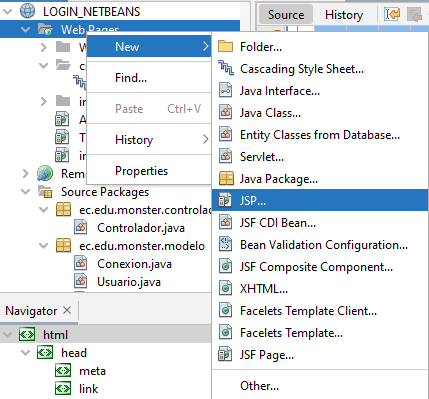 LOGIN_NETBEANS
Source History
Web Pages
New
Find...
Paste Ctrl+V
History
Properties
Folder...
Cascading Style Sheet...
Java Interface...
Java Class...
Entity Classes from Database...
Servlet...
Java Package...
JSP...
JSF CDI Bean...
Bean Validation Configuration...
JSF Composite Component...
XHTML...
Facelets Template Client...
Facelets Template...
JSF Page...
Other...
W
c
in
A
T
in
Rem
Source Packages
ec.edu.monster.controlad
Controlador.java
ec.edu.monster.modelo
Conexion.java
Usuario.java
Navigator ×
html
head
meta
link